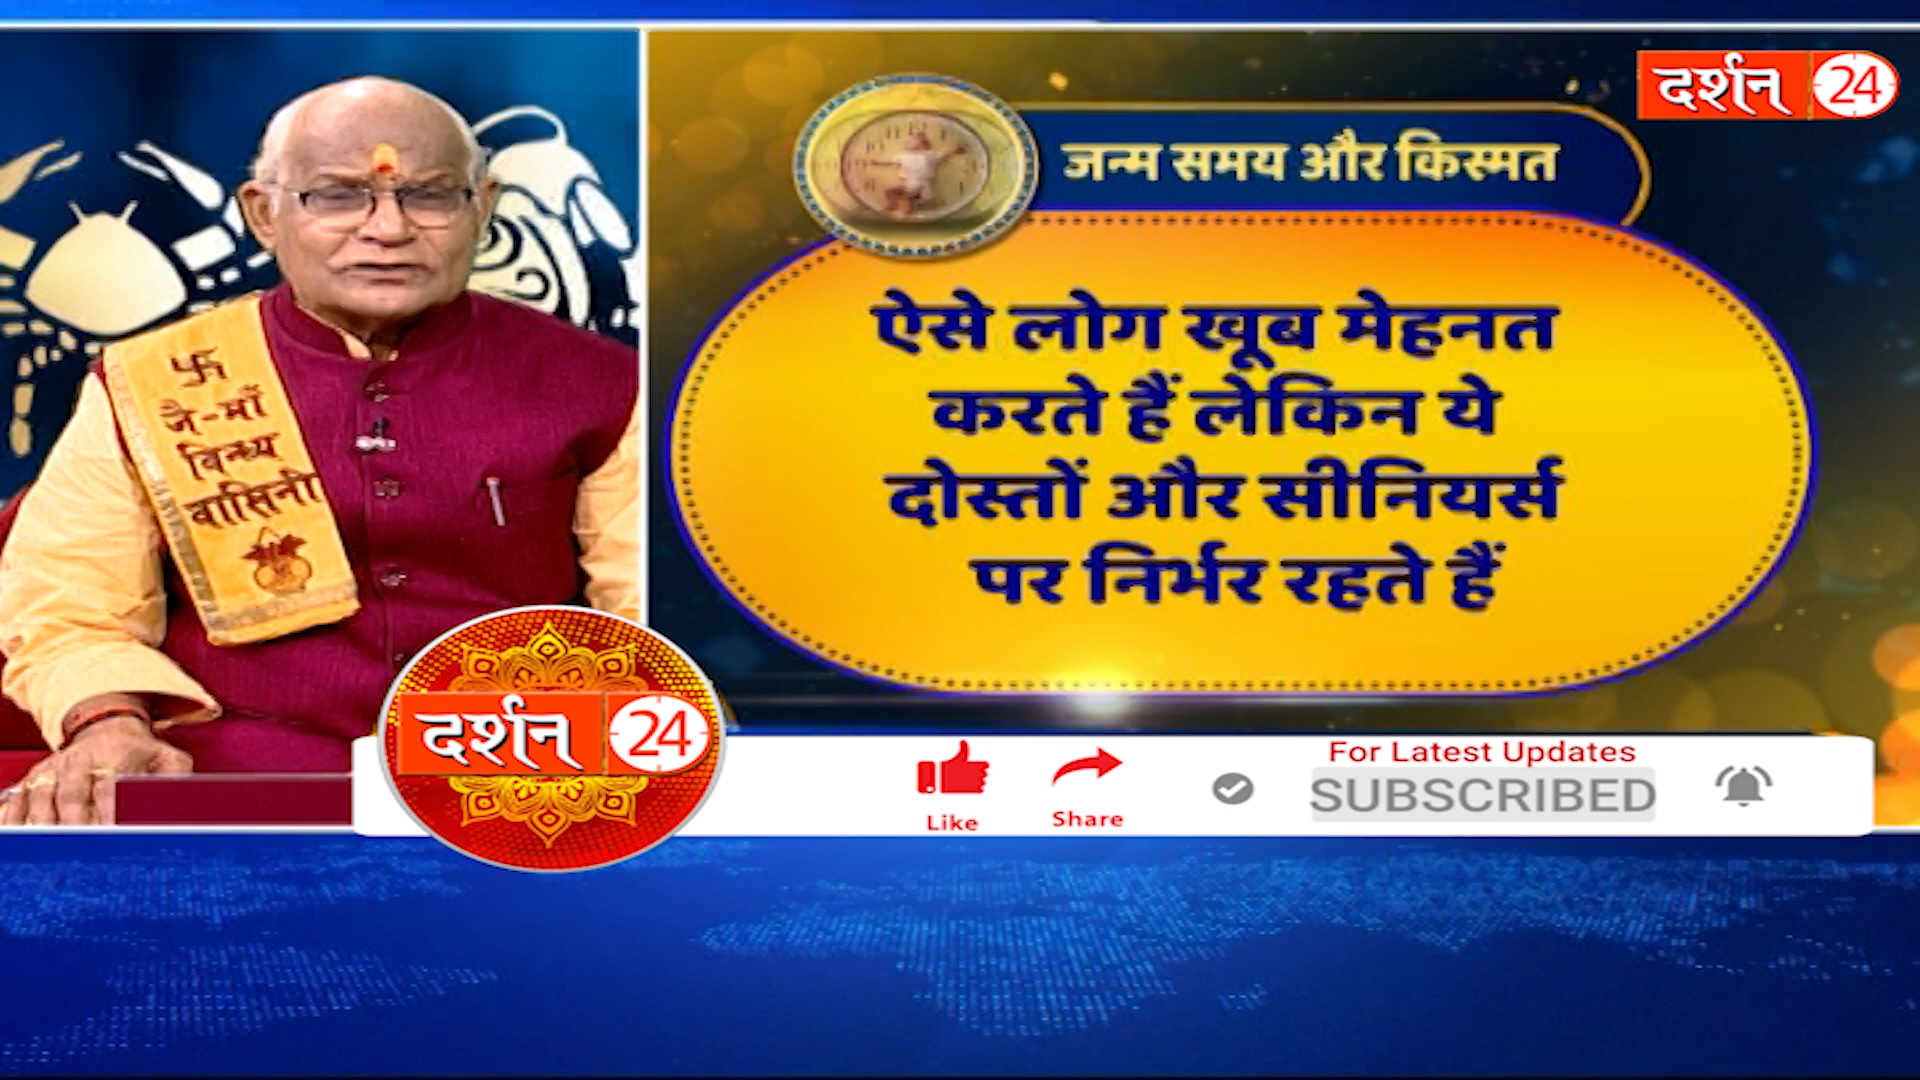 दर्शन 24
जन्म समय और किस्मत
ऐसे लोग खूब मेहनत
करते हैं लेकिन ये
दोस्तों और सीनियर्स
पर निर्भर रहते हैं
जै-माँ
विन्ध्य
वासिनी
दर्शन 24
Like
Share
For Latest Updates
SUBSCRIBED